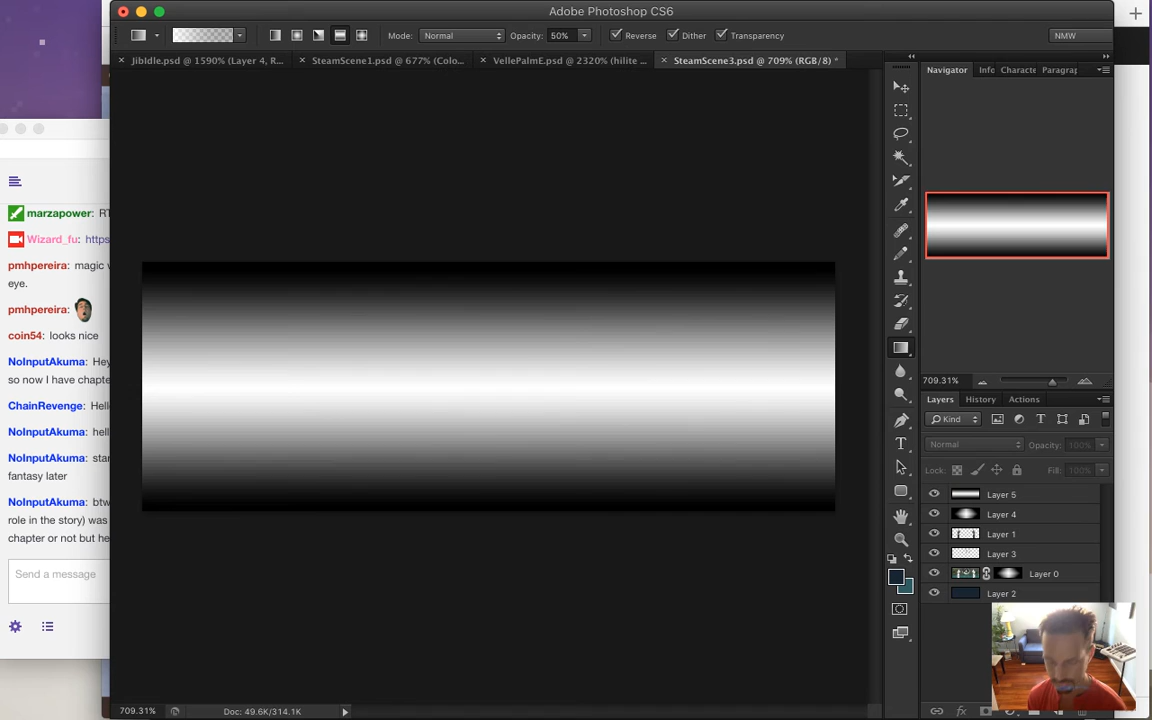 Adobe Photoshop CS6
Mode: Normal Opacity: 50% Reverse Dither Transparency NMW
Jibldle.psd @ 1590% (Layer 4, R... SteamScene1.psd @ 677% (Colo... VellePalmE.psd @ 2320% (hilite ... SteamScene3.psd @ 709% (RGB/8) *
Navigator Info Characte Paragrap
marzapower: RT
Wizard_fu: https
pmhpereira: magic w
eye.
pmhpereira:
coin54: looks nice
NoInputAkuma: Hey
so now I have chapte
ChainRevenge: Hell
NoInputAkuma: hell
NoInputAkuma: star
fantasy later
NoInputAkuma: btw
role in the story) was
chapter or not but he
Send a message
709.31%
Layers History Actions
Kind
Normal Opacity: 100%
Lock: Fill: 100%
Layer 5
Layer 4
Layer 1
Layer 3
Layer 0
Layer 2
709.31% Doc: 49.6K/314.1K